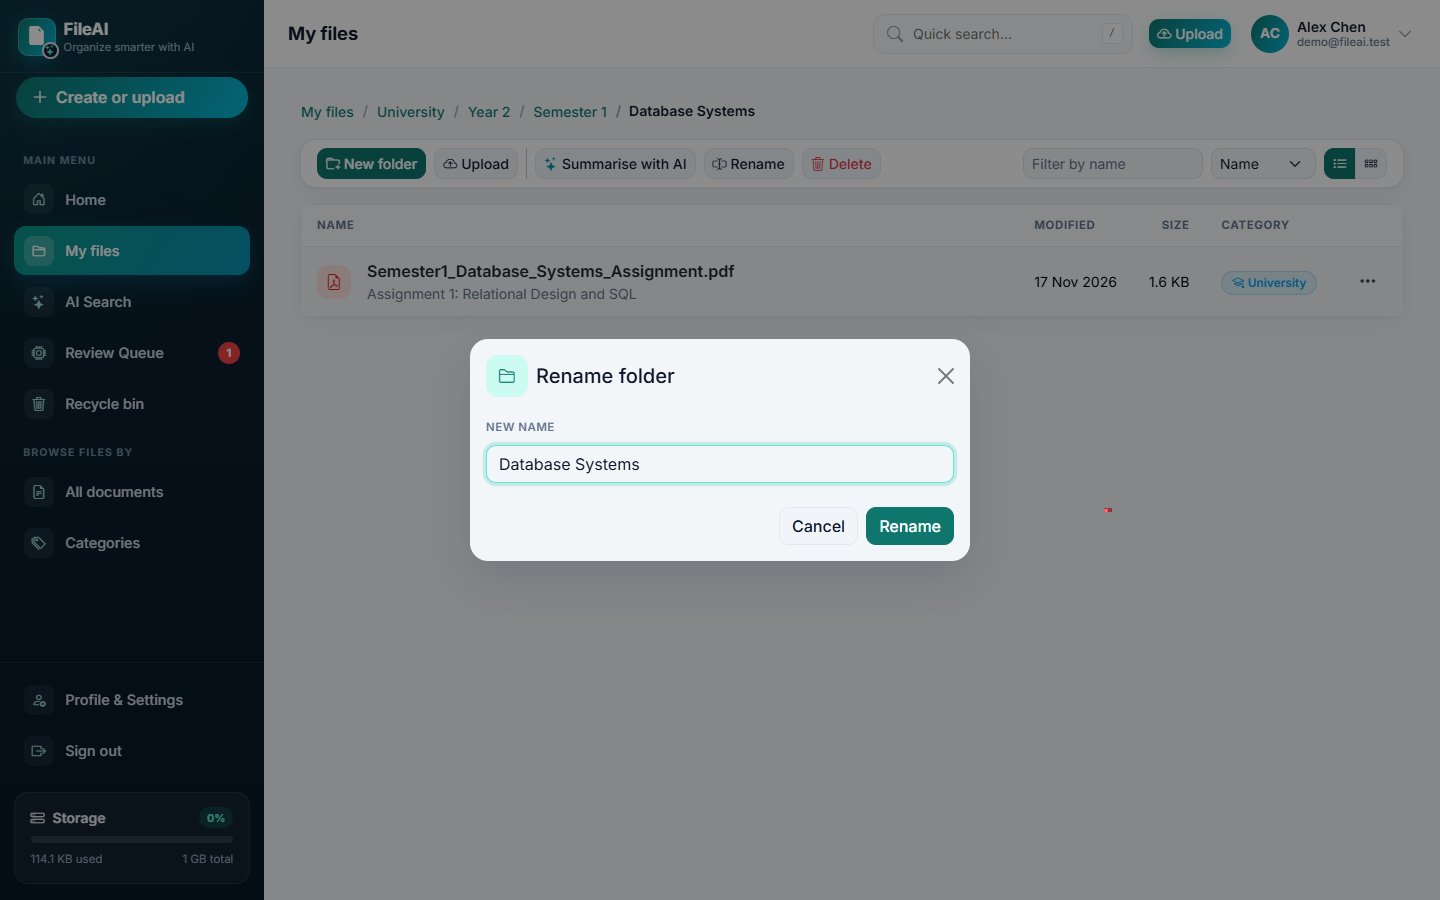 FileAI
Organize smarter with AI
Create or upload
MAIN MENU
Home
My files
AI Search
Review Queue 1
Recycle bin
BROWSE FILES BY
All documents
Categories
Profile & Settings
Sign out
Storage 0%
114.1 KB used 1 GB total
My files
Quick search... /
Upload
AC
Alex Chen
demo@fileai.test
My files / University / Year 2 / Semester 1 / Database Systems
New folder Upload Summarise with AI Rename Delete Filter by name Name
NAME MODIFIED SIZE CATEGORY
Semester1_Database_Systems_Assignment.pdf
Assignment 1: Relational Design and SQL
17 Nov 2026 1.6 KB University
Rename folder
NEW NAME
Database Systems
Cancel Rename